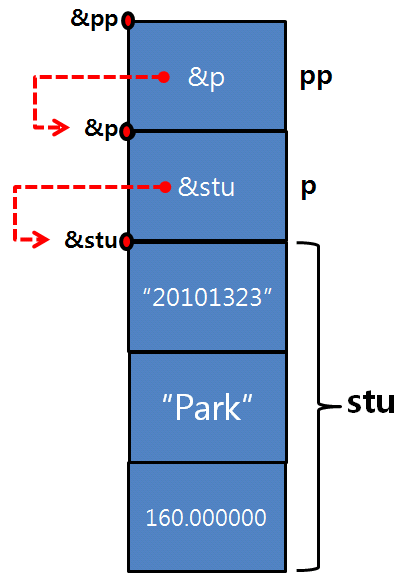 &pp
&p
pp
&p
&stu
p
&stu
“20101323”
“Park“
stu
160.000000